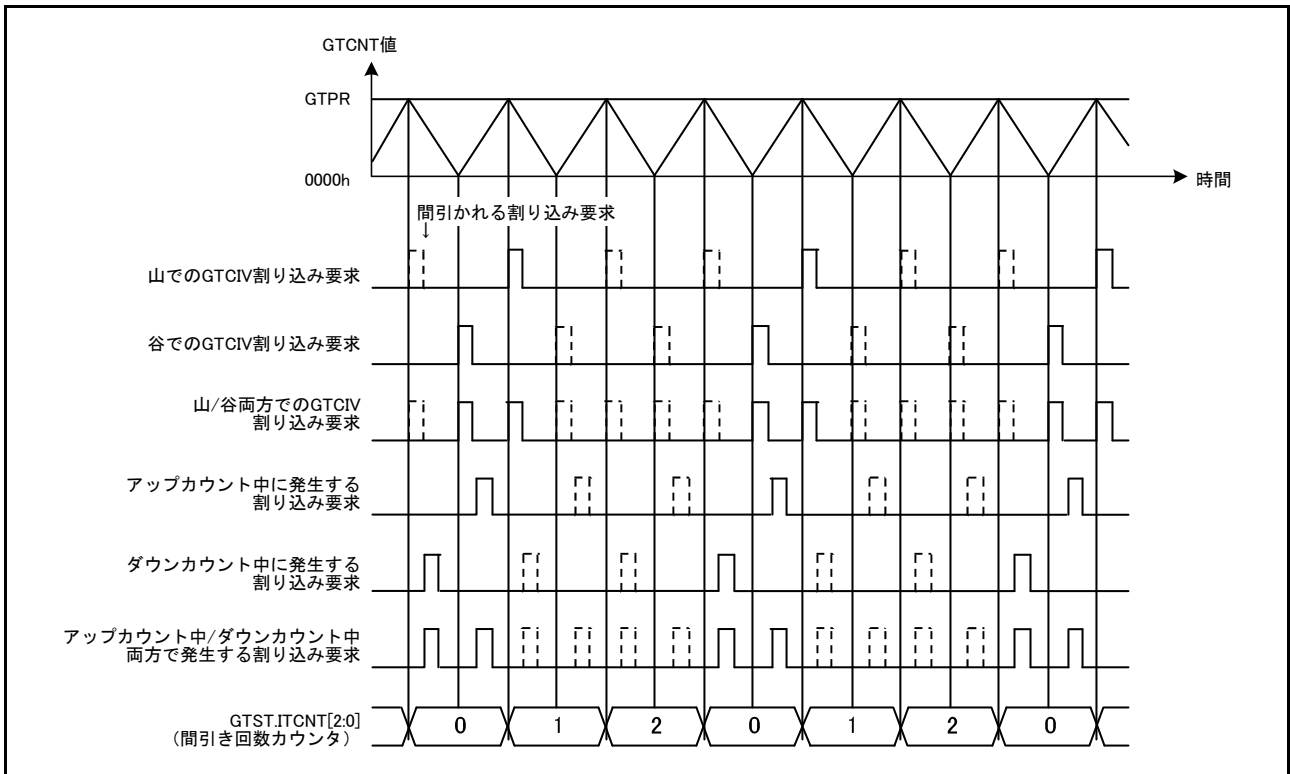 GTCNT値
GTPR
0000h
時間
間引かれる割り込み要求
↓
山でのGTCIV割り込み要求
谷でのGTCIV割り込み要求
山/谷両方でのGTCIV
割り込み要求
アップカウント中に発生する
割り込み要求
ダウンカウント中に発生する
割り込み要求
アップカウント中/ダウンカウント中
両方で発生する割り込み要求
GTST.ITCNT[2:0]
（間引き回数カウンタ）
0 1 2 0 1 2 0